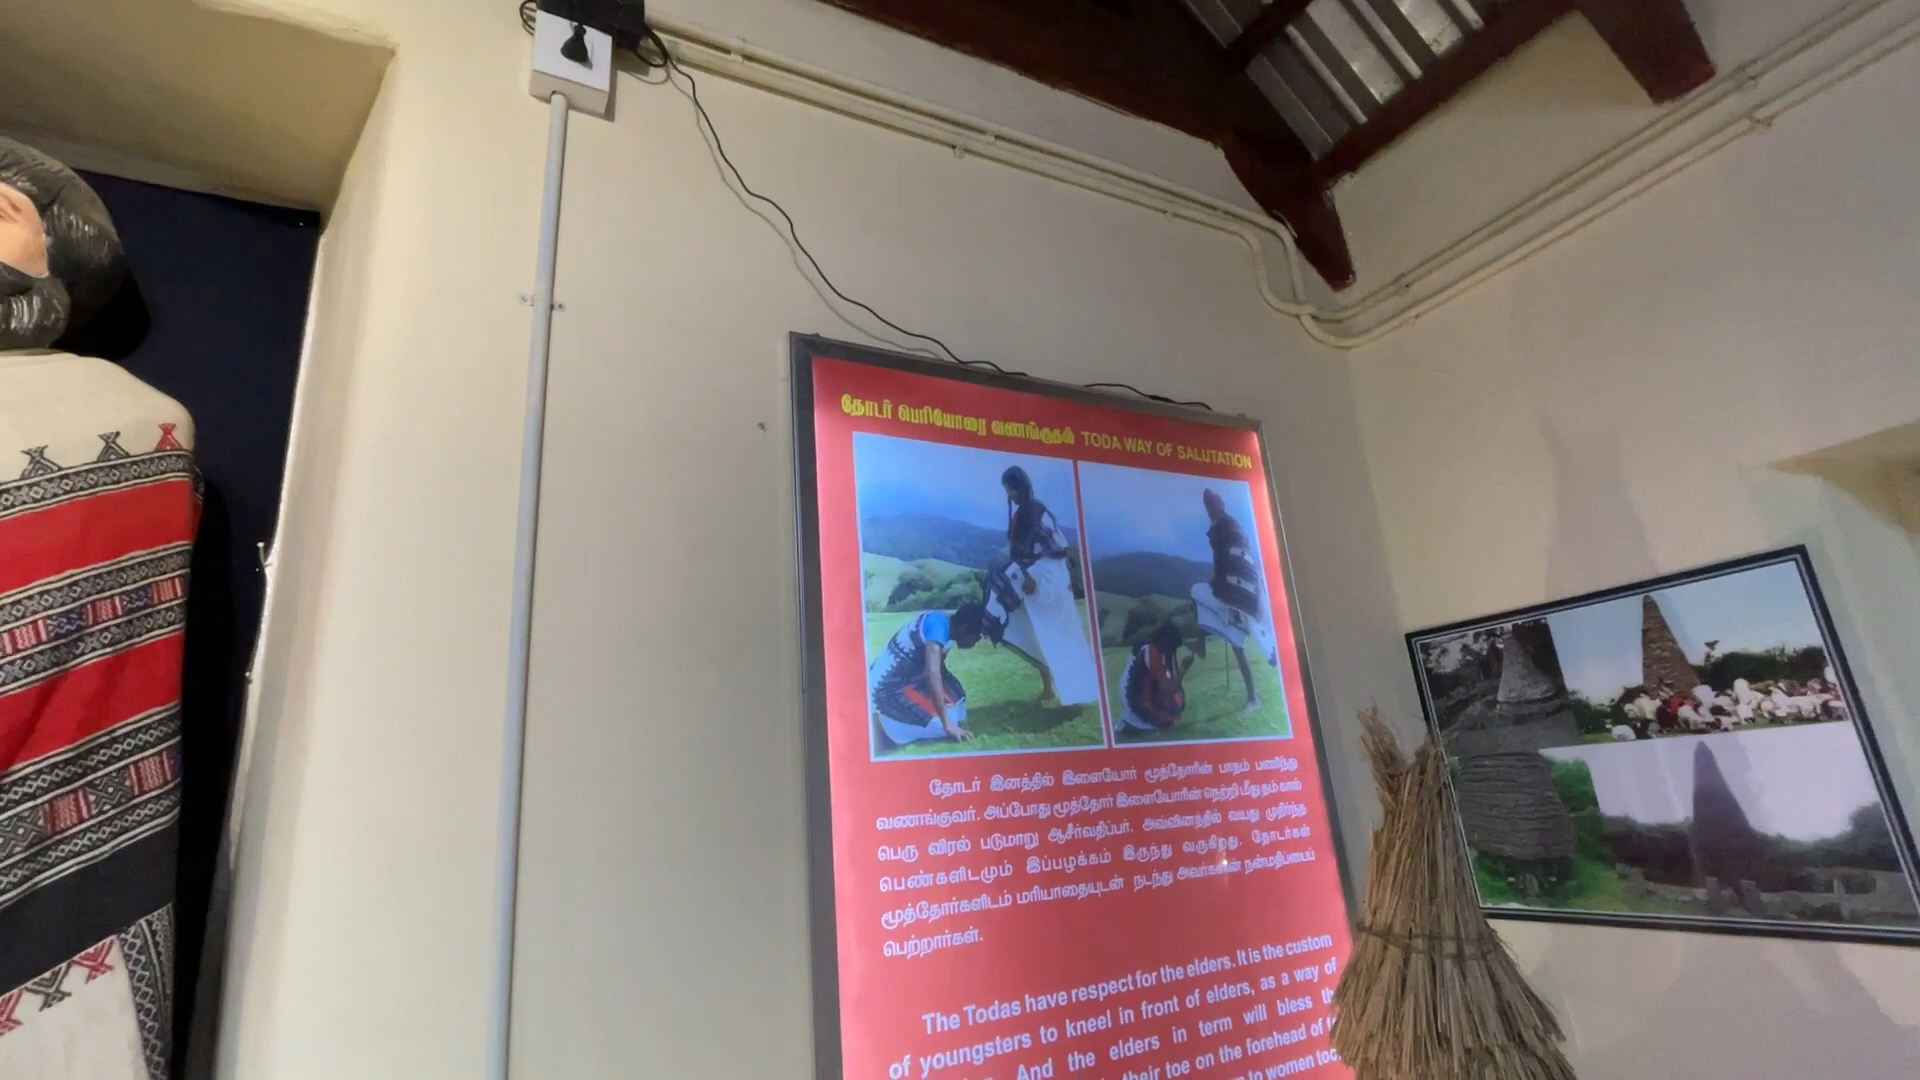 தோடர் பெரியோரை வணங்குதல் TODA WAY OF SALUTATION
தோடர் இனத்தில் இளையோர் மூத்தோரின் பாதம் பணிந்து
வணங்குவர். அப்போது மூத்தோர் இளையோரின் நெற்றி மீது தம் கால்
பெரு விரல் படுமாறு ஆசீர்வதிப்பர். அவ்வினத்தில் வயது முதிர்ந்த
பெண்களிடமும் இப்பழக்கம் இருந்து வருகிறது. தோடர்கள்
மூத்தோர்களிடம் மரியாதையுடன் நடந்து அவர்களின் நன்மதிப்பைப்
பெற்றார்கள்.
The Todas have respect for the elders. It is the custom
of youngsters to kneel in front of elders, as a way of
And the elders in term will bless
their toe on the forehead of
to women too.